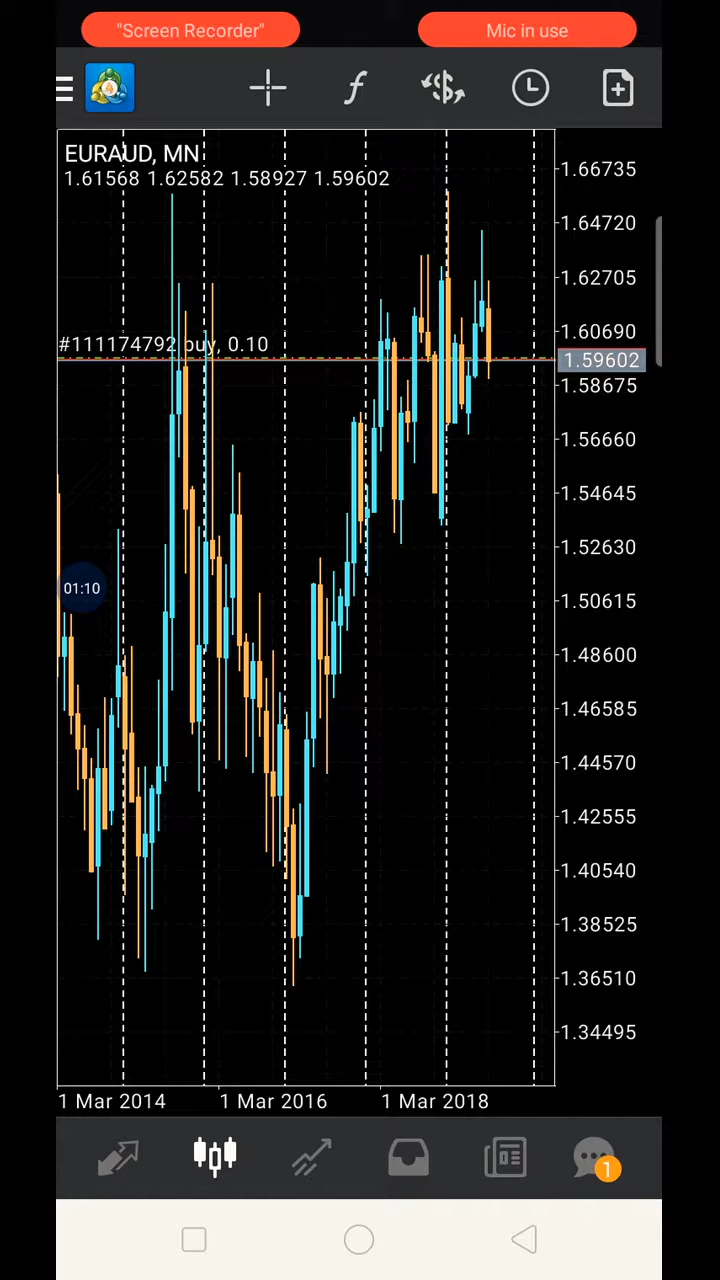 "Screen Recorder"
Mic in use
EURAUD, MN
1.61568 1.62582 1.58927 1.59602
1.66735
1.64720
1.62705
1.60690
#111174792 buy, 0.10
1.59602
1.58675
1.56660
1.54645
1.52630
01:10
1.50615
1.48600
1.46585
1.44570
1.42555
1.40540
1.38525
1.36510
1.34495
1 Mar 2014
1 Mar 2016
1 Mar 2018
1